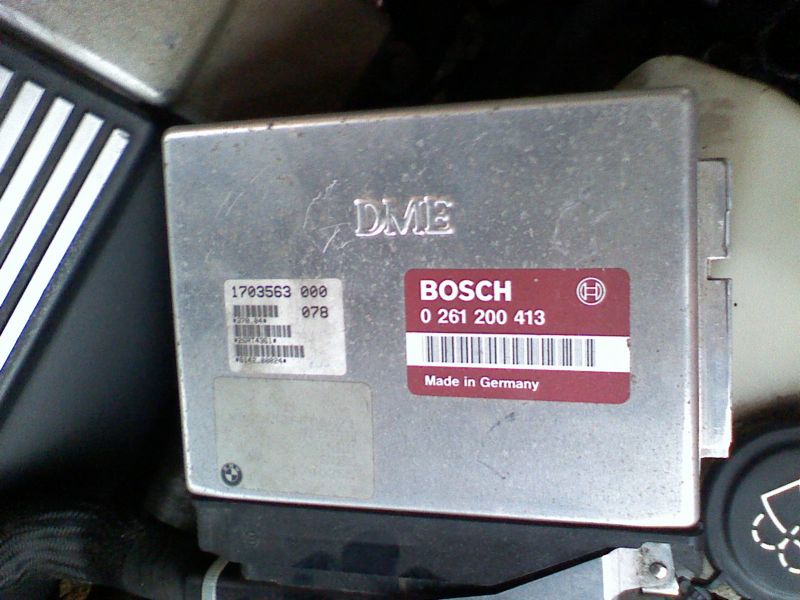 DME
1703563 000
078
BOSCH
0 261 200 413
Made in Germany